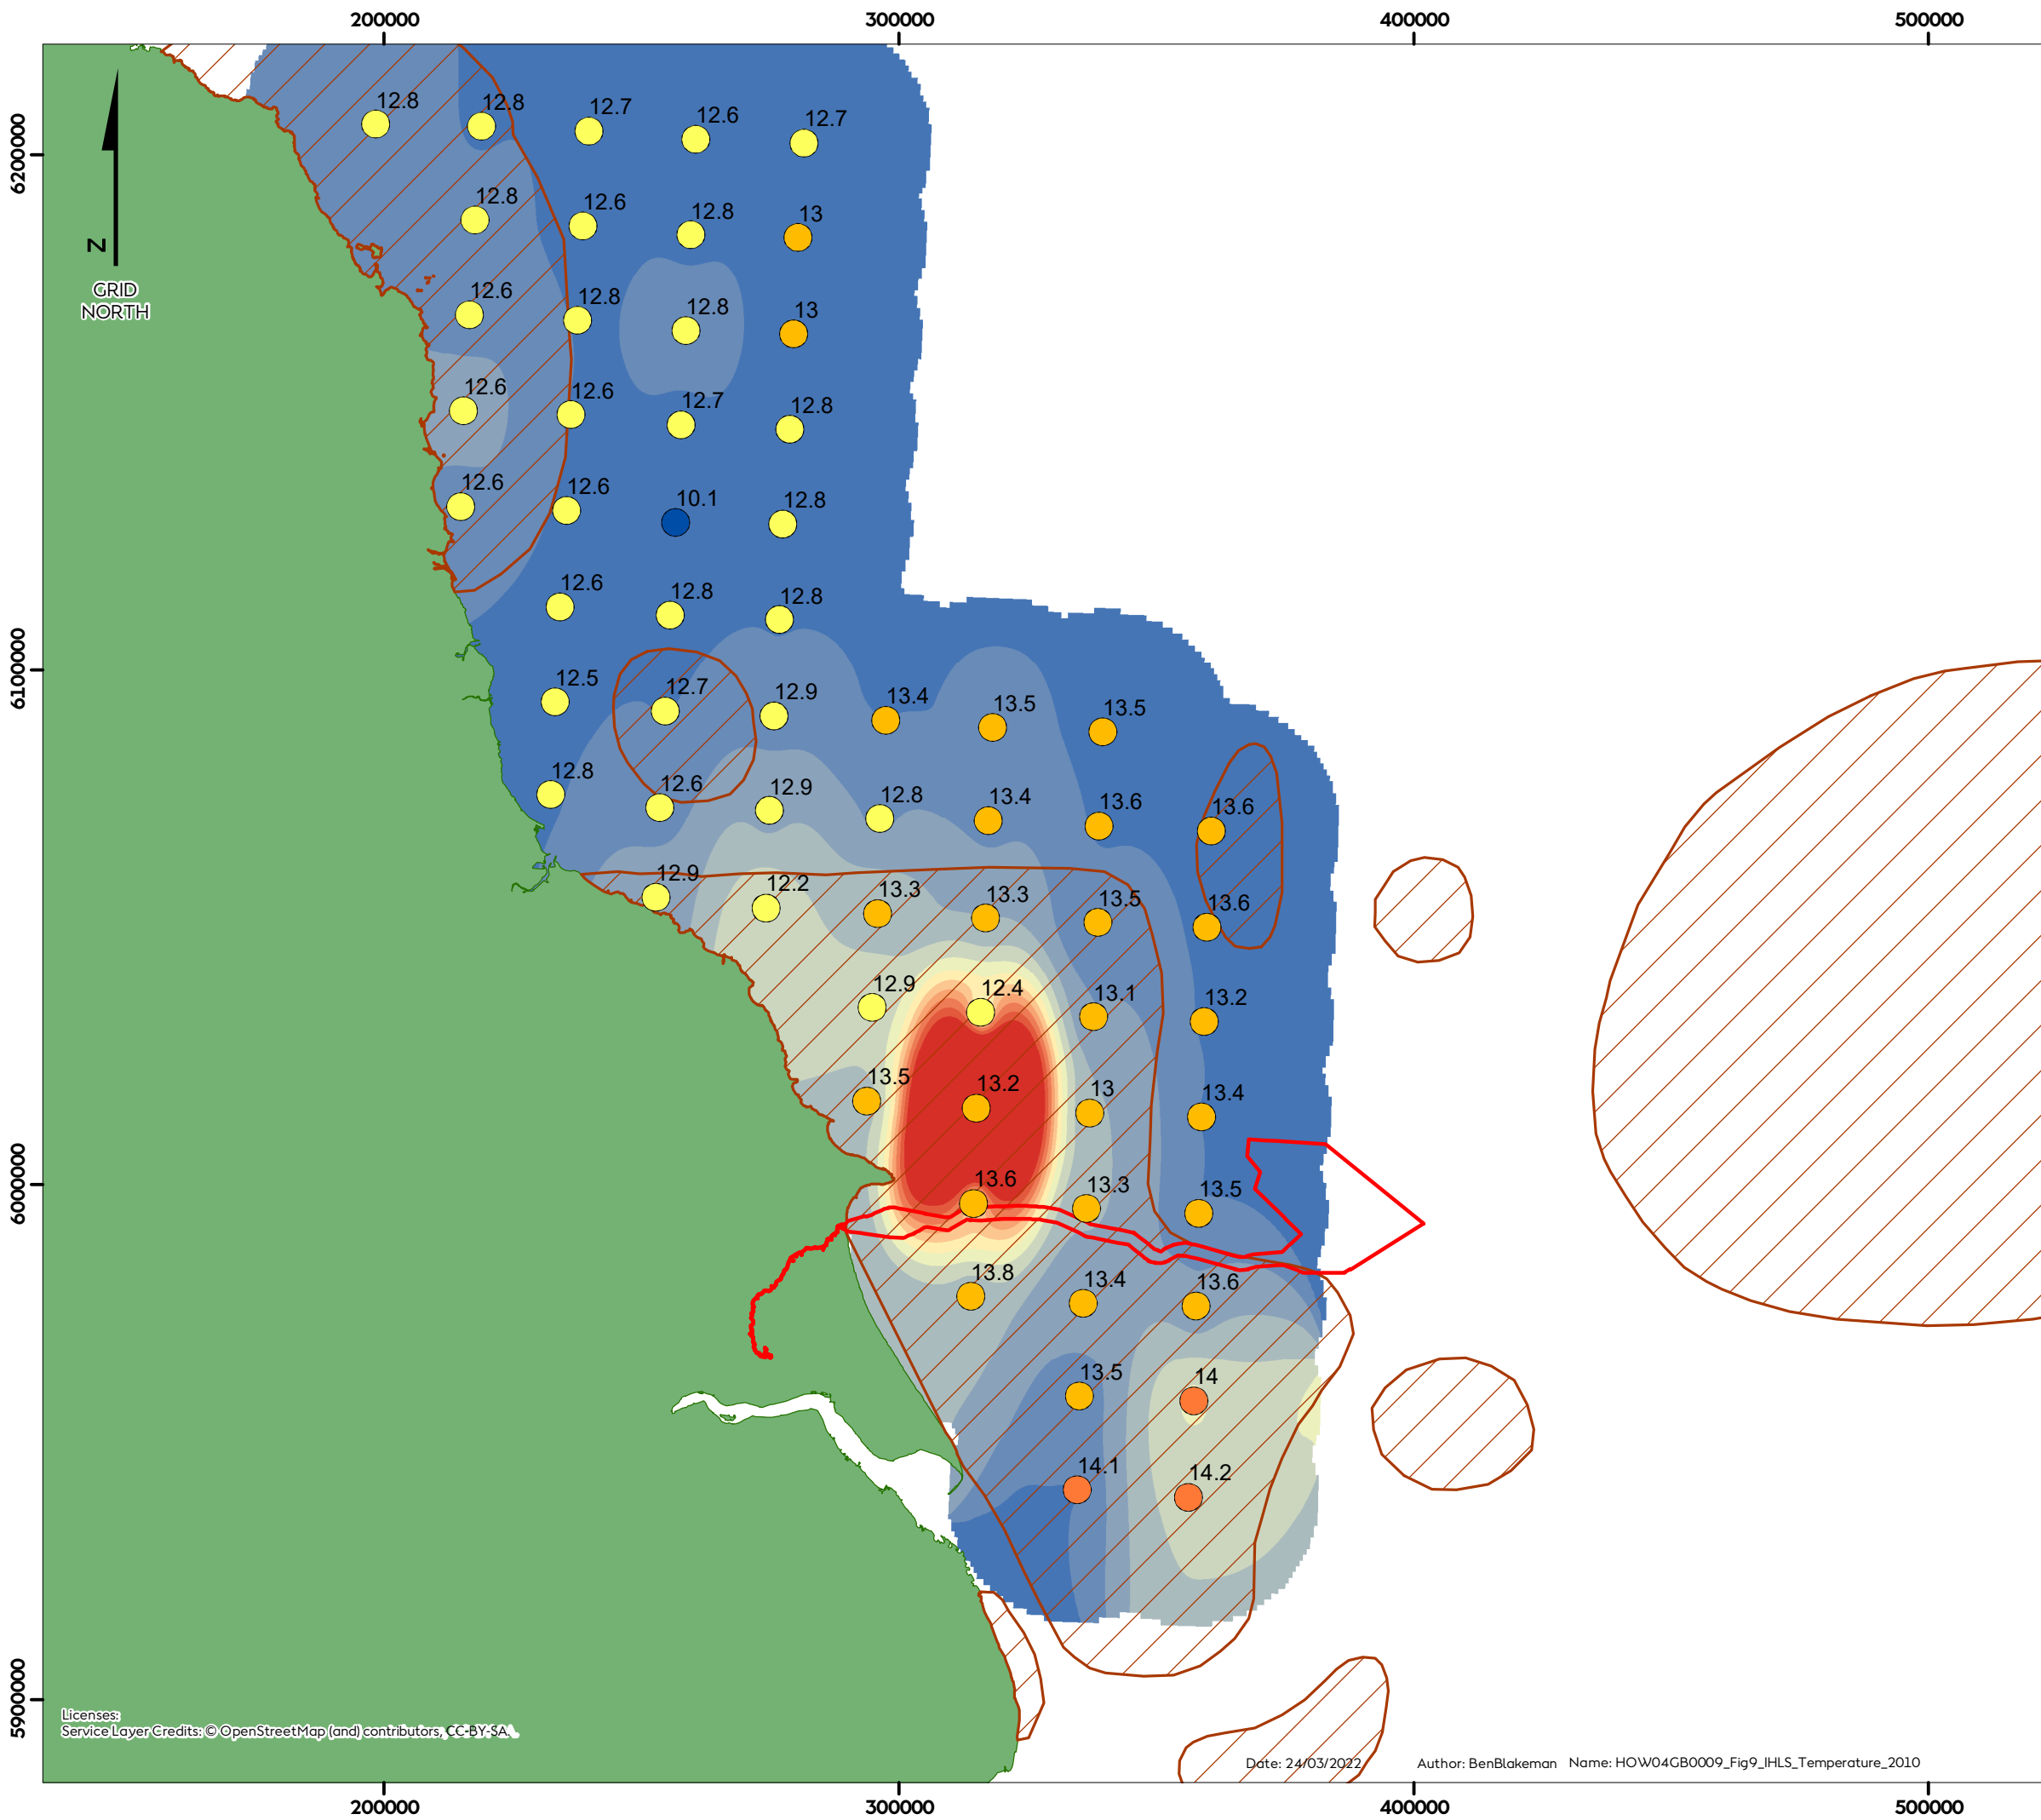 200000 300000 400000 500000
12.8 12.8 12.7 12.6 12.7
6200000
12.8 12.6 12.8 13
N
GRID
NORTH
12.6 12.8 12.8 13
12.6 12.6 12.7 12.8
12.6 12.6 10.1 12.8
12.6 12.8 12.8
6100000
12.5 12.7 12.9 13.4 13.5 13.5
12.8 12.6 12.9 12.8 13.4 13.6 13.6
12.9 12.2 13.3 13.3 13.5 13.6
12.9 12.4 13.1 13.2
13.5 13.2 13 13.4
6000000
13.6 13.3 13.5
13.8 13.4 13.6
13.5 14
14.1 14.2
5900000
Licenses:
Service Layer Credits: © OpenStreetMap (and) contributors, CC-BY-SA.
Date: 24/03/2022 Author: BenBlakeman Name: HOW04GB0009_Fig9_IHLS_Temperature_2010
200000 300000 400000 500000